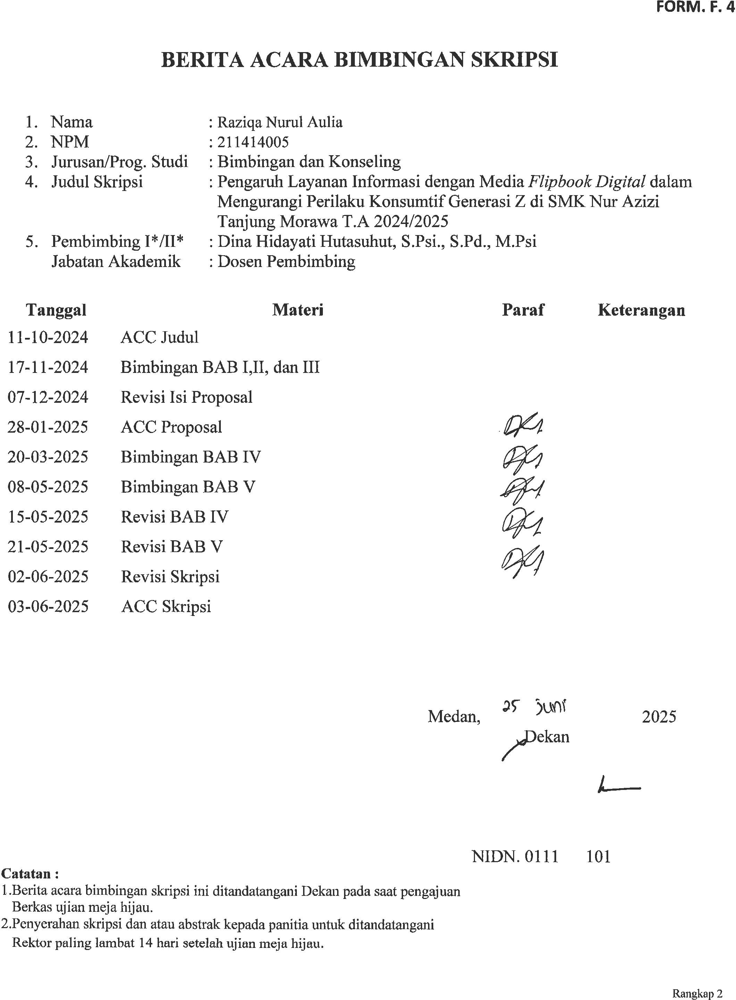 FORM. F. 4
BERITA ACARA BIMBINGAN SKRIPSI
1. Nama : Raziqa Nurul Aulia
2. NPM : 211414005
3. Jurusan/Prog. Studi : Bimbingan dan Konseling
4. Judul Skripsi : Pengaruh Layanan Informasi dengan Media Flipbook Digital dalam
Mengurangi Perilaku Konsumtif Generasi Z di SMK Nur Azizi
Tanjung Morawa T.A 2024/2025
5. Pembimbing I*/II* : Dina Hidayati Hutasuhut, S.Psi., S.Pd., M.Psi
Jabatan Akademik : Dosen Pembimbing
Tanggal Materi Paraf Keterangan
11-10-2024 ACC Judul
17-11-2024 Bimbingan BAB I,II, dan III
07-12-2024 Revisi Isi Proposal
28-01-2025 ACC Proposal
20-03-2025 Bimbingan BAB IV
08-05-2025 Bimbingan BAB V
15-05-2025 Revisi BAB IV
21-05-2025 Revisi BAB V
02-06-2025 Revisi Skripsi
03-06-2025 ACC Skripsi
Medan, 25 juni 2025
Dekan
NIDN. 0111 101
Catatan :
1.Berita acara bimbingan skripsi ini ditandatangani Dekan pada saat pengajuan
Berkas ujian meja hijau.
2.Penyerahan skripsi dan atau abstrak kepada panitia untuk ditandatangani
Rektor paling lambat 14 hari setelah ujian meja hijau.
Rangkap 2